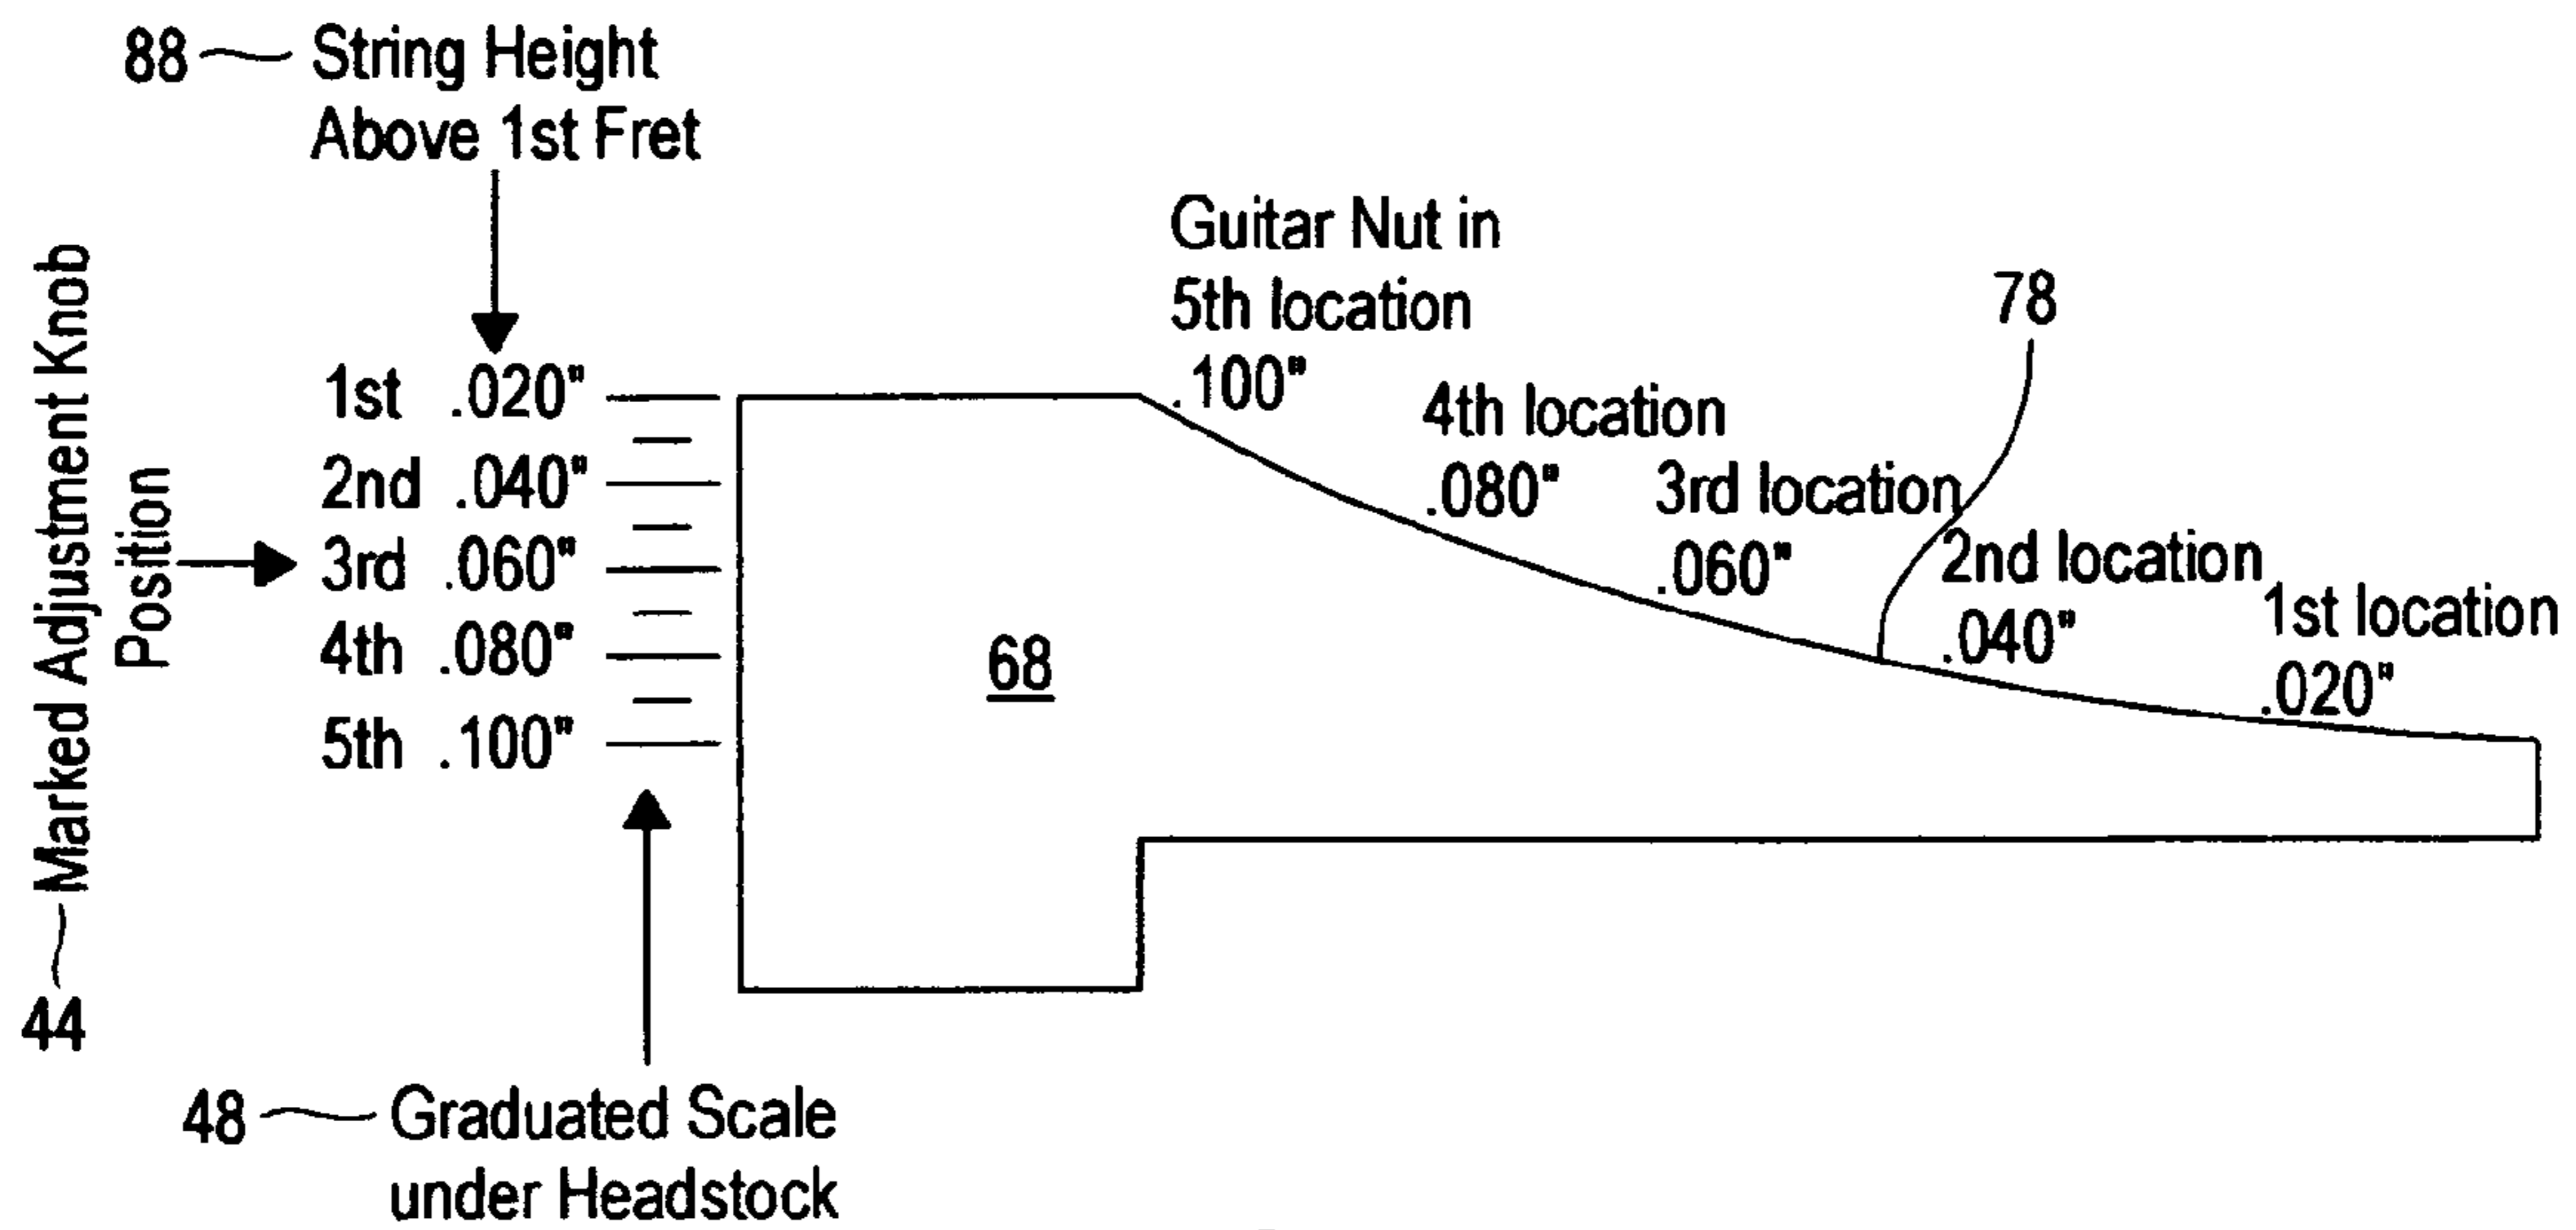 88 String Height
Above 1st Fret
44 Marked Adjustment Knob
Position
1st .020"
2nd .040"
3rd .060"
4th .080"
5th .100"
48 Graduated Scale
under Headstock
68
Guitar Nut in
5th location
.100"
4th location
.080"
3rd location
.060"
78
2nd location
.040"
1st location
.020"